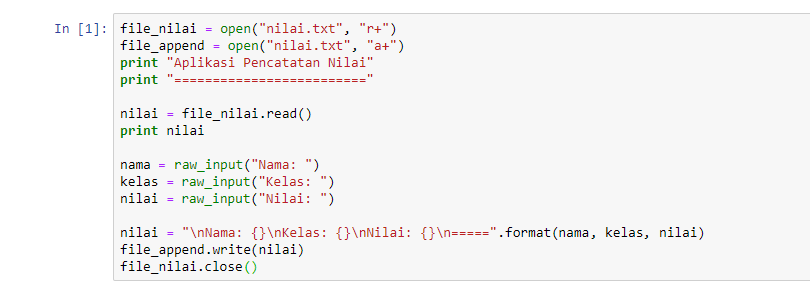 In [1]: file_nilai = open("nilai.txt", "r+")
file_append = open("nilai.txt", "a+")
print "Aplikasi Pencatatan Nilai"
print "========================="
nilai = file_nilai.read()
print nilai
nama = raw_input("Nama: ")
kelas = raw_input("Kelas: ")
nilai = raw_input("Nilai: ")
nilai = "\nNama: {}\nKelas: {}\nNilai: {}\n=====".format(nama, kelas, nilai)
file_append.write(nilai)
file_nilai.close()